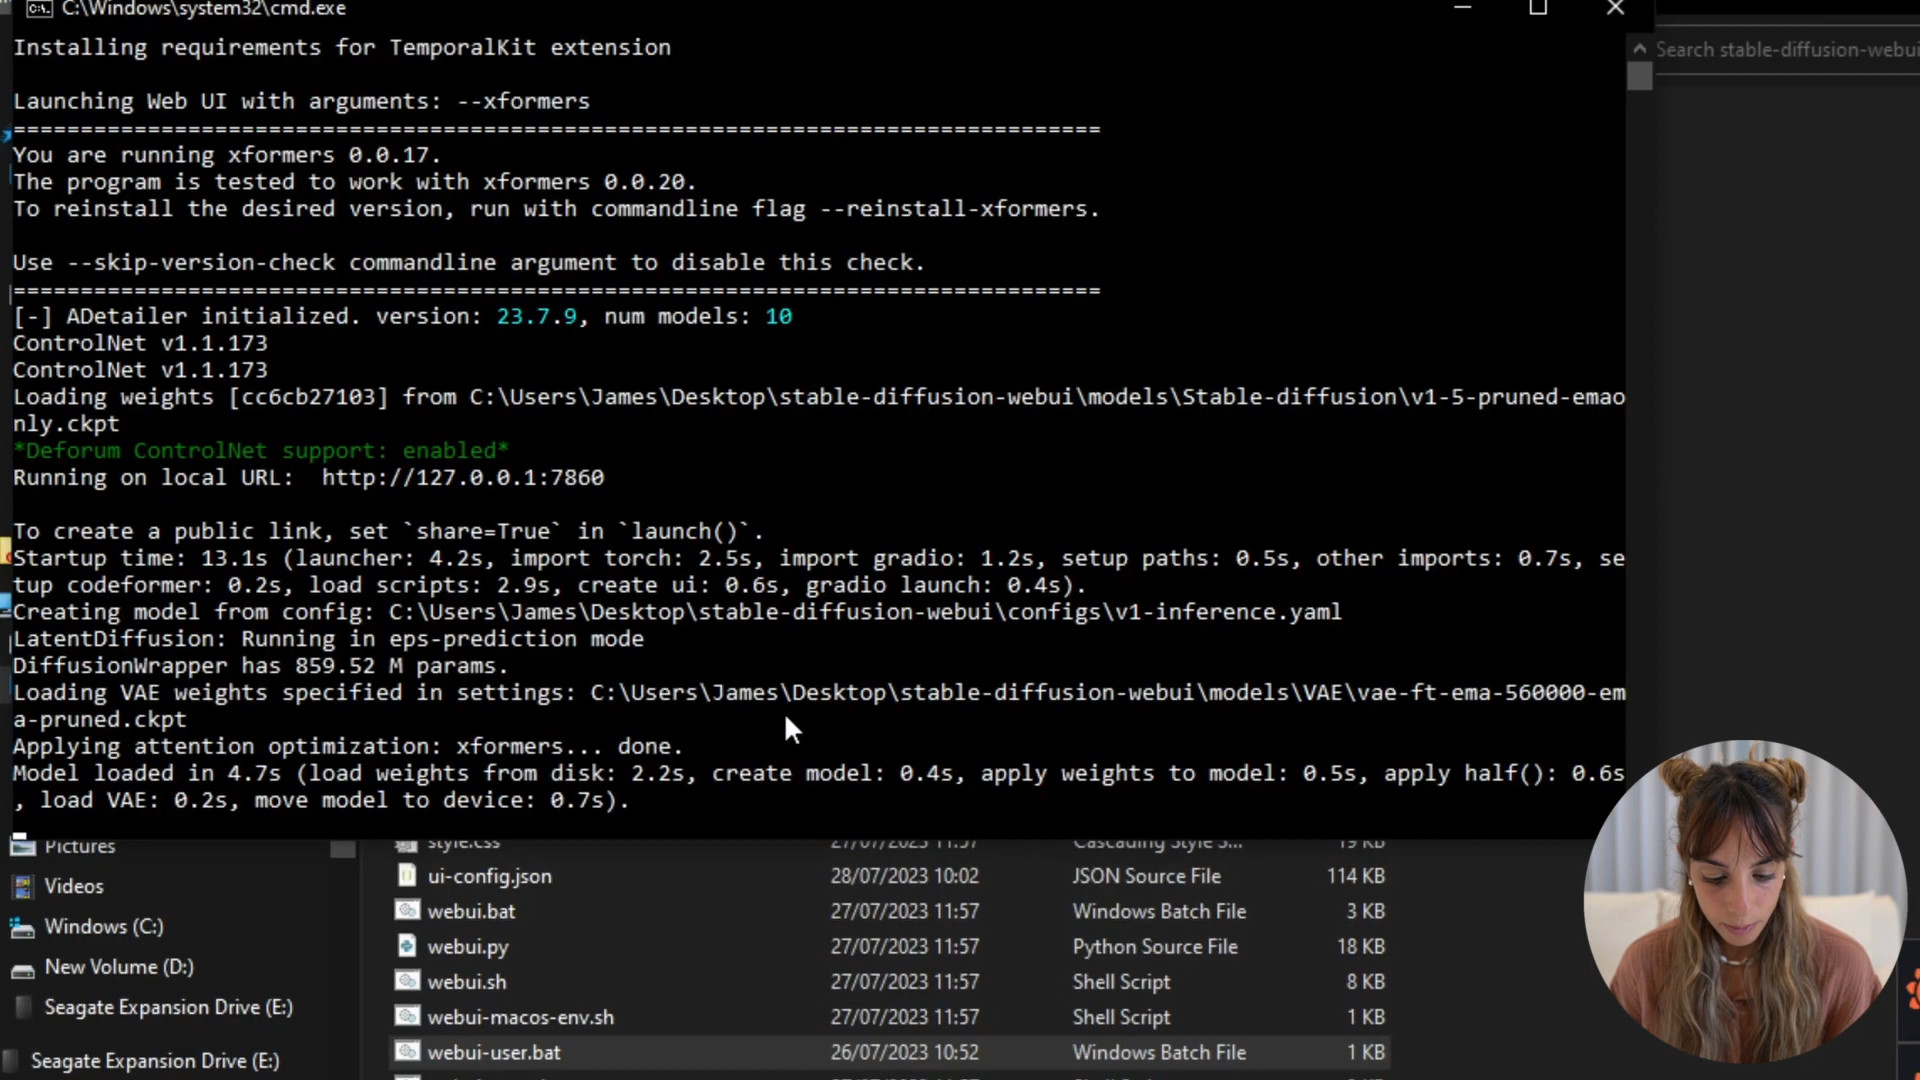 C:\Windows\system32\cmd.exe
Installing requirements for TemporalKit extension
Search stable-diffusion-webui
Launching Web UI with arguments: --xformers
=================================================================================
You are running xformers 0.0.17.
The program is tested to work with xformers 0.0.20.
To reinstall the desired version, run with commandline flag --reinstall-xformers.
Use --skip-version-check commandline argument to disable this check.
=================================================================================
[-] ADetailer initialized. version: 23.7.9, num models: 10
ControlNet v1.1.173
ControlNet v1.1.173
Loading weights [cc6cb27103] from C:\Users\James\Desktop\stable-diffusion-webui\models\Stable-diffusion\v1-5-pruned-emao
nly.ckpt
*Deforum ControlNet support: enabled*
Running on local URL:  http://127.0.0.1:7860
To create a public link, set `share=True` in `launch()`.
Startup time: 13.1s (launcher: 4.2s, import torch: 2.5s, import gradio: 1.2s, setup paths: 0.5s, other imports: 0.7s, se
tup codeformer: 0.2s, load scripts: 2.9s, create ui: 0.6s, gradio launch: 0.4s).
Creating model from config: C:\Users\James\Desktop\stable-diffusion-webui\configs\v1-inference.yaml
LatentDiffusion: Running in eps-prediction mode
DiffusionWrapper has 859.52 M params.
Loading VAE weights specified in settings: C:\Users\James\Desktop\stable-diffusion-webui\models\VAE\vae-ft-ema-560000-em
a-pruned.ckpt
Applying attention optimization: xformers... done.
Model loaded in 4.7s (load weights from disk: 2.2s, create model: 0.4s, apply weights to model: 0.5s, apply half(): 0.6s
, load VAE: 0.2s, move model to device: 0.7s).
Pictures
Videos
Windows (C:)
New Volume (D:)
Seagate Expansion Drive (E:)
Seagate Expansion Drive (E:)
style.css 27/07/2023 11:57 Cascading Style S... 19 KB
ui-config.json 28/07/2023 10:02 JSON Source File 114 KB
webui.bat 27/07/2023 11:57 Windows Batch File 3 KB
webui.py 27/07/2023 11:57 Python Source File 18 KB
webui.sh 27/07/2023 11:57 Shell Script 8 KB
webui-macos-env.sh 27/07/2023 11:57 Shell Script 1 KB
webui-user.bat 26/07/2023 10:52 Windows Batch File 1 KB